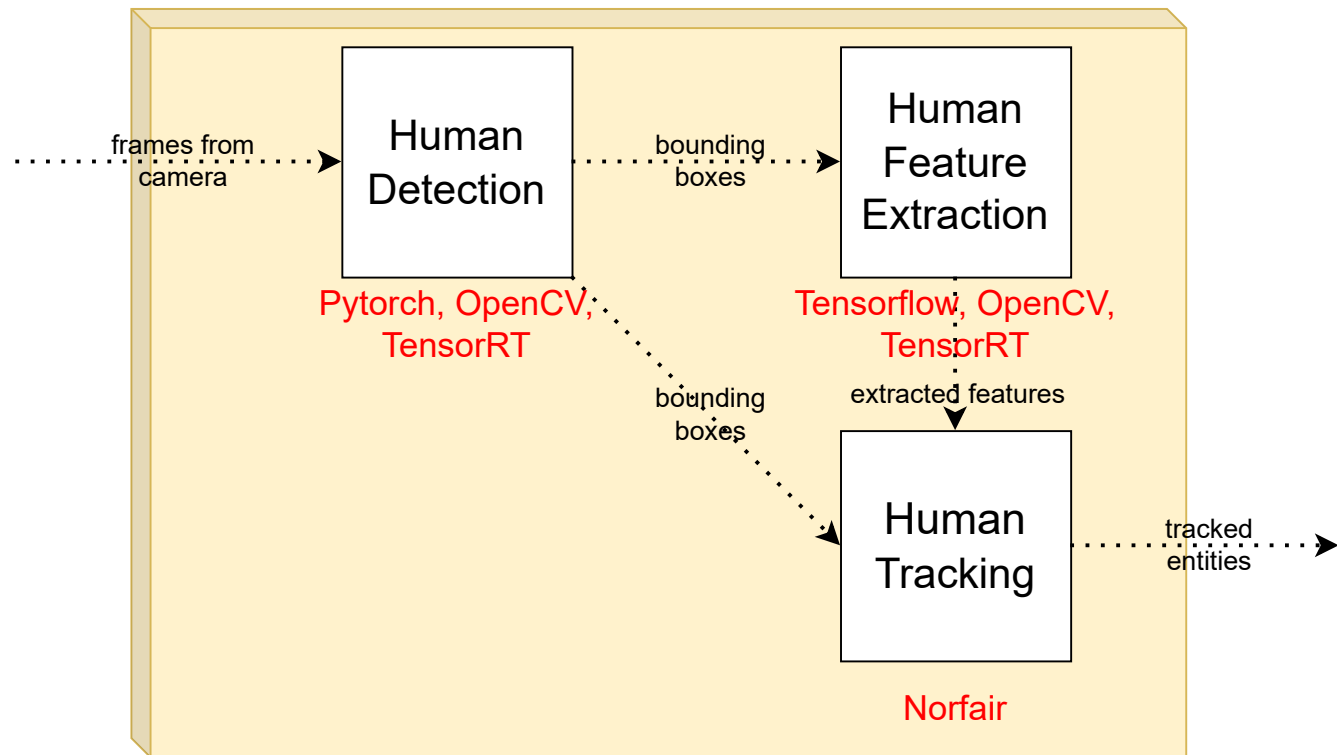 frames from
camera
Human
Detection
bounding
boxes
Human
Feature
Extraction
Pytorch, OpenCV,
TensorRT
Tensorflow, OpenCV,
TensorRT
bounding
boxes
extracted features
Human
Tracking
tracked
entities
Norfair